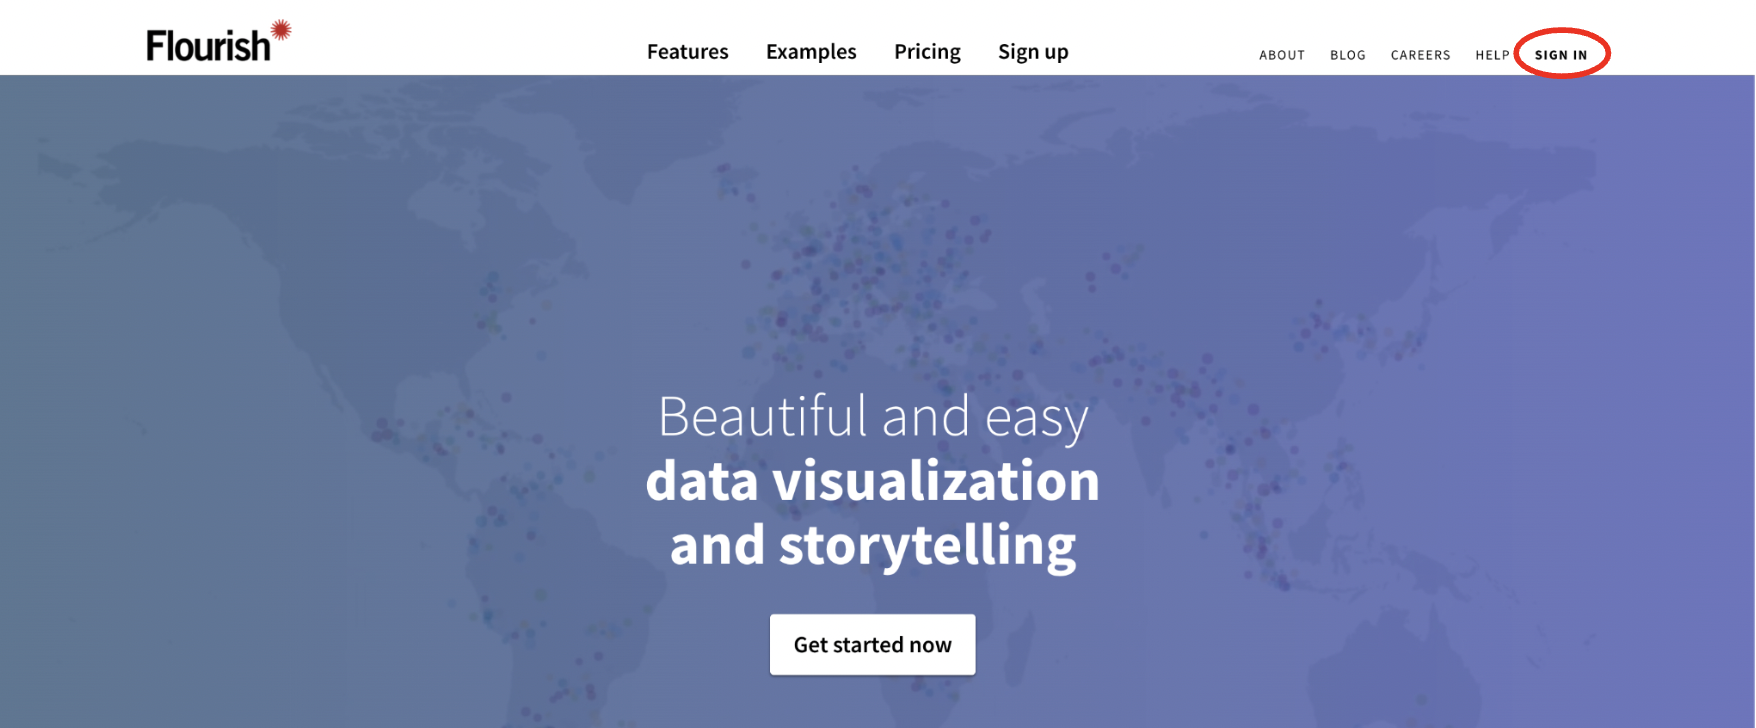 Flourish
Features Examples Pricing Sign up
ABOUT BLOG CAREERS HELP SIGN IN
Beautiful and easy
data visualization
and storytelling
Get started now